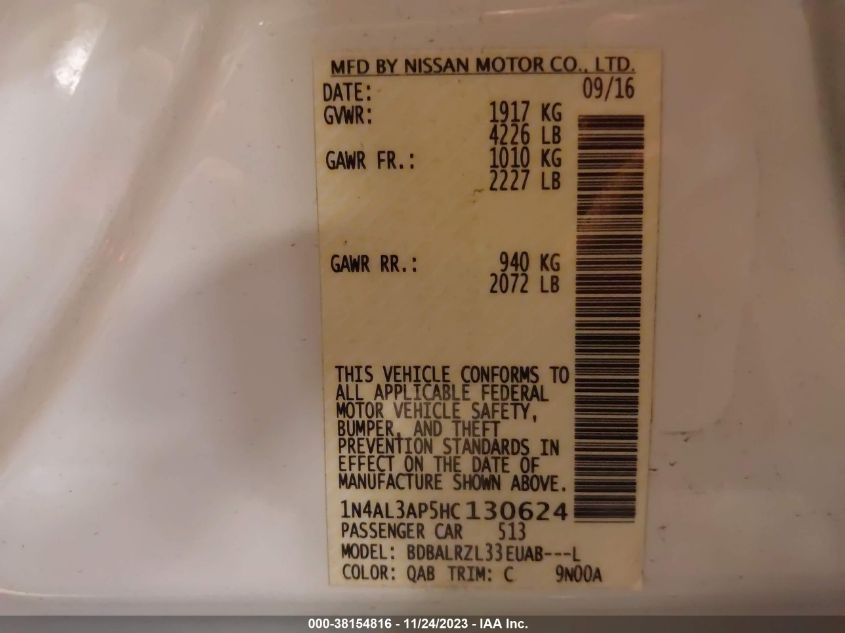 MFD BY NISSAN MOTOR CO., LTD.
DATE: 09/16
GVWR: 1917 KG
4226 LB
GAWR FR.: 1010 KG
2227 LB
GAWR RR.: 940 KG
2072 LB
THIS VEHICLE CONFORMS TO
ALL APPLICABLE FEDERAL
MOTOR VEHICLE SAFETY,
BUMPER, AND THEFT
PREVENTION STANDARDS IN
EFFECT ON THE DATE OF
MANUFACTURE SHOWN ABOVE.
1N4AL3AP5HC130624
PASSENGER CAR 513
MODEL: BDBALRZL33EUAB---L
COLOR: QAB TRIM: C 9N00A
000-38154816 - 11/24/2023 - IAA Inc.